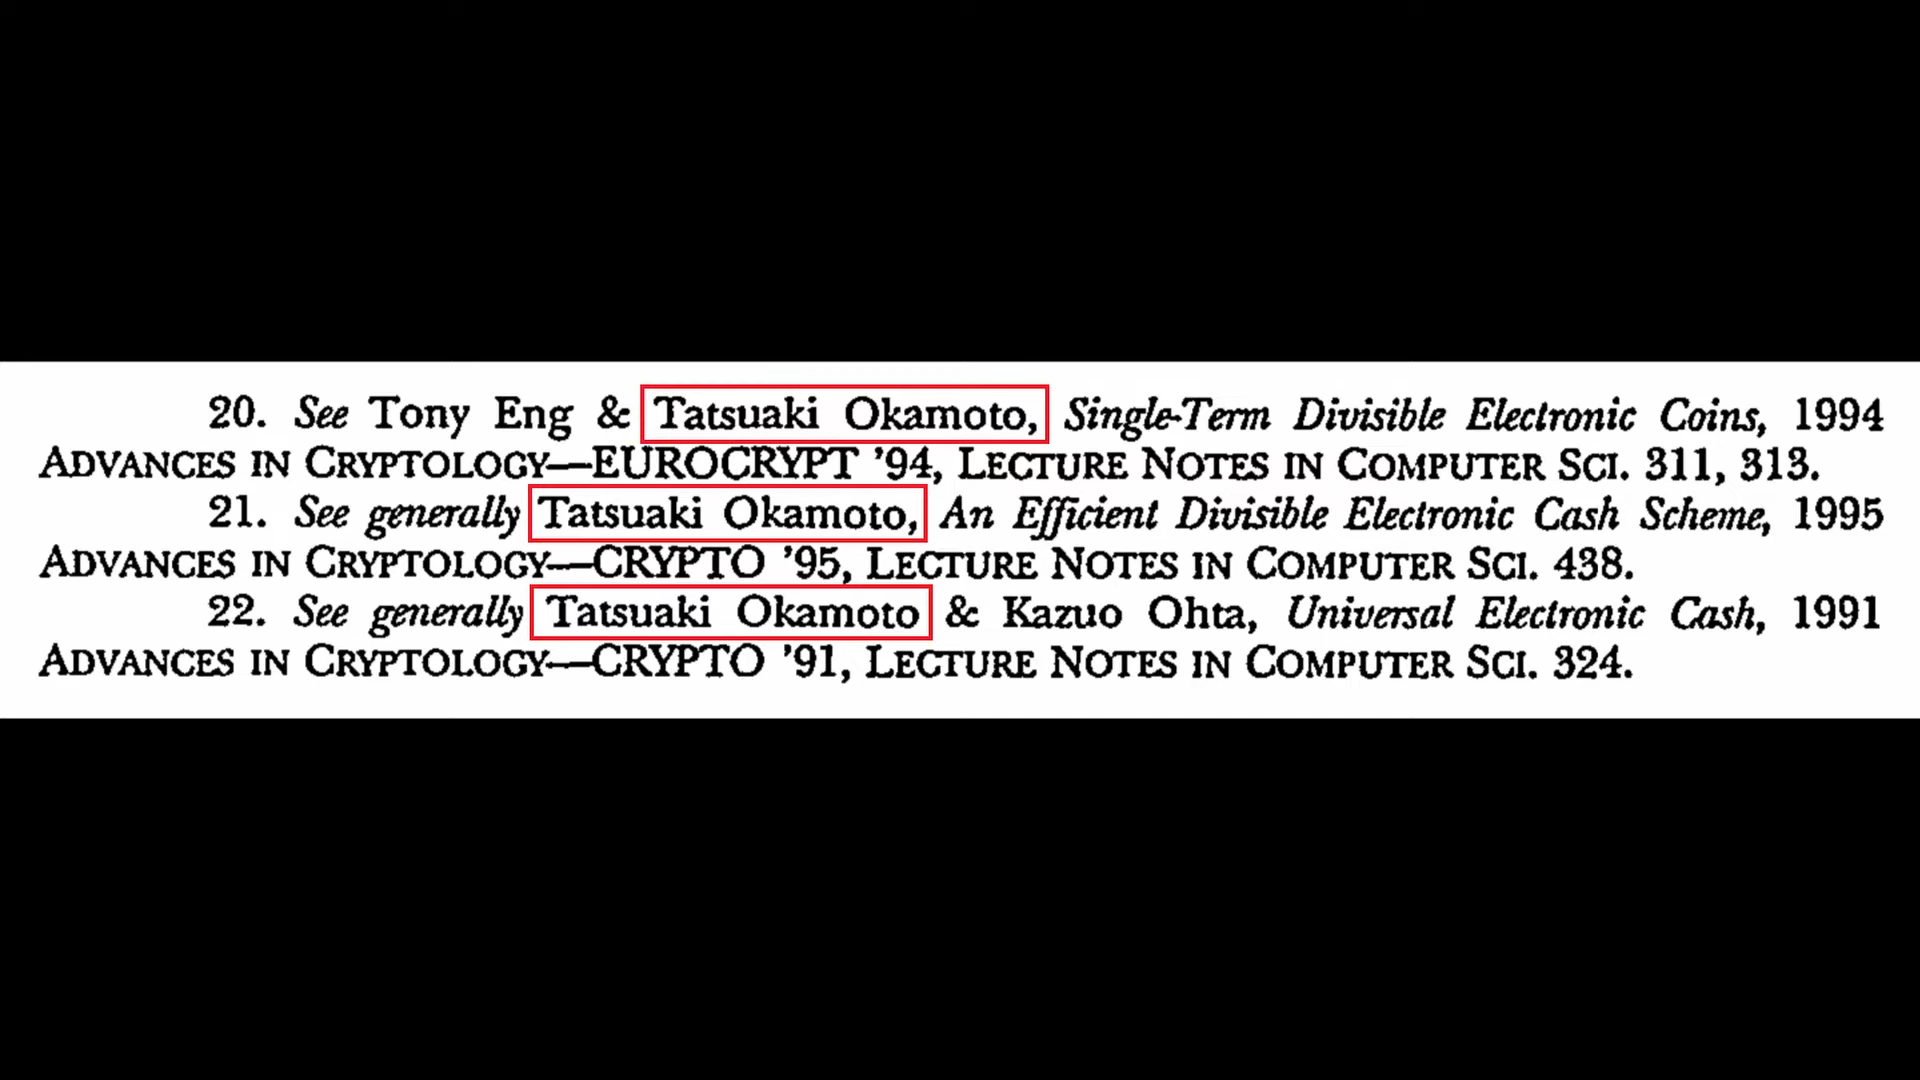 20. See Tony Eng & Tatsuaki Okamoto, Single-Term Divisible Electronic Coins, 1994
ADVANCES IN CRYPTOLOGY—EUROCRYPT '94, LECTURE NOTES IN COMPUTER SCI. 311, 313.
21. See generally Tatsuaki Okamoto, An Efficient Divisible Electronic Cash Scheme, 1995
ADVANCES IN CRYPTOLOGY—CRYPTO '95, LECTURE NOTES IN COMPUTER SCI. 438.
22. See generally Tatsuaki Okamoto & Kazuo Ohta, Universal Electronic Cash, 1991
ADVANCES IN CRYPTOLOGY—CRYPTO '91, LECTURE NOTES IN COMPUTER SCI. 324.